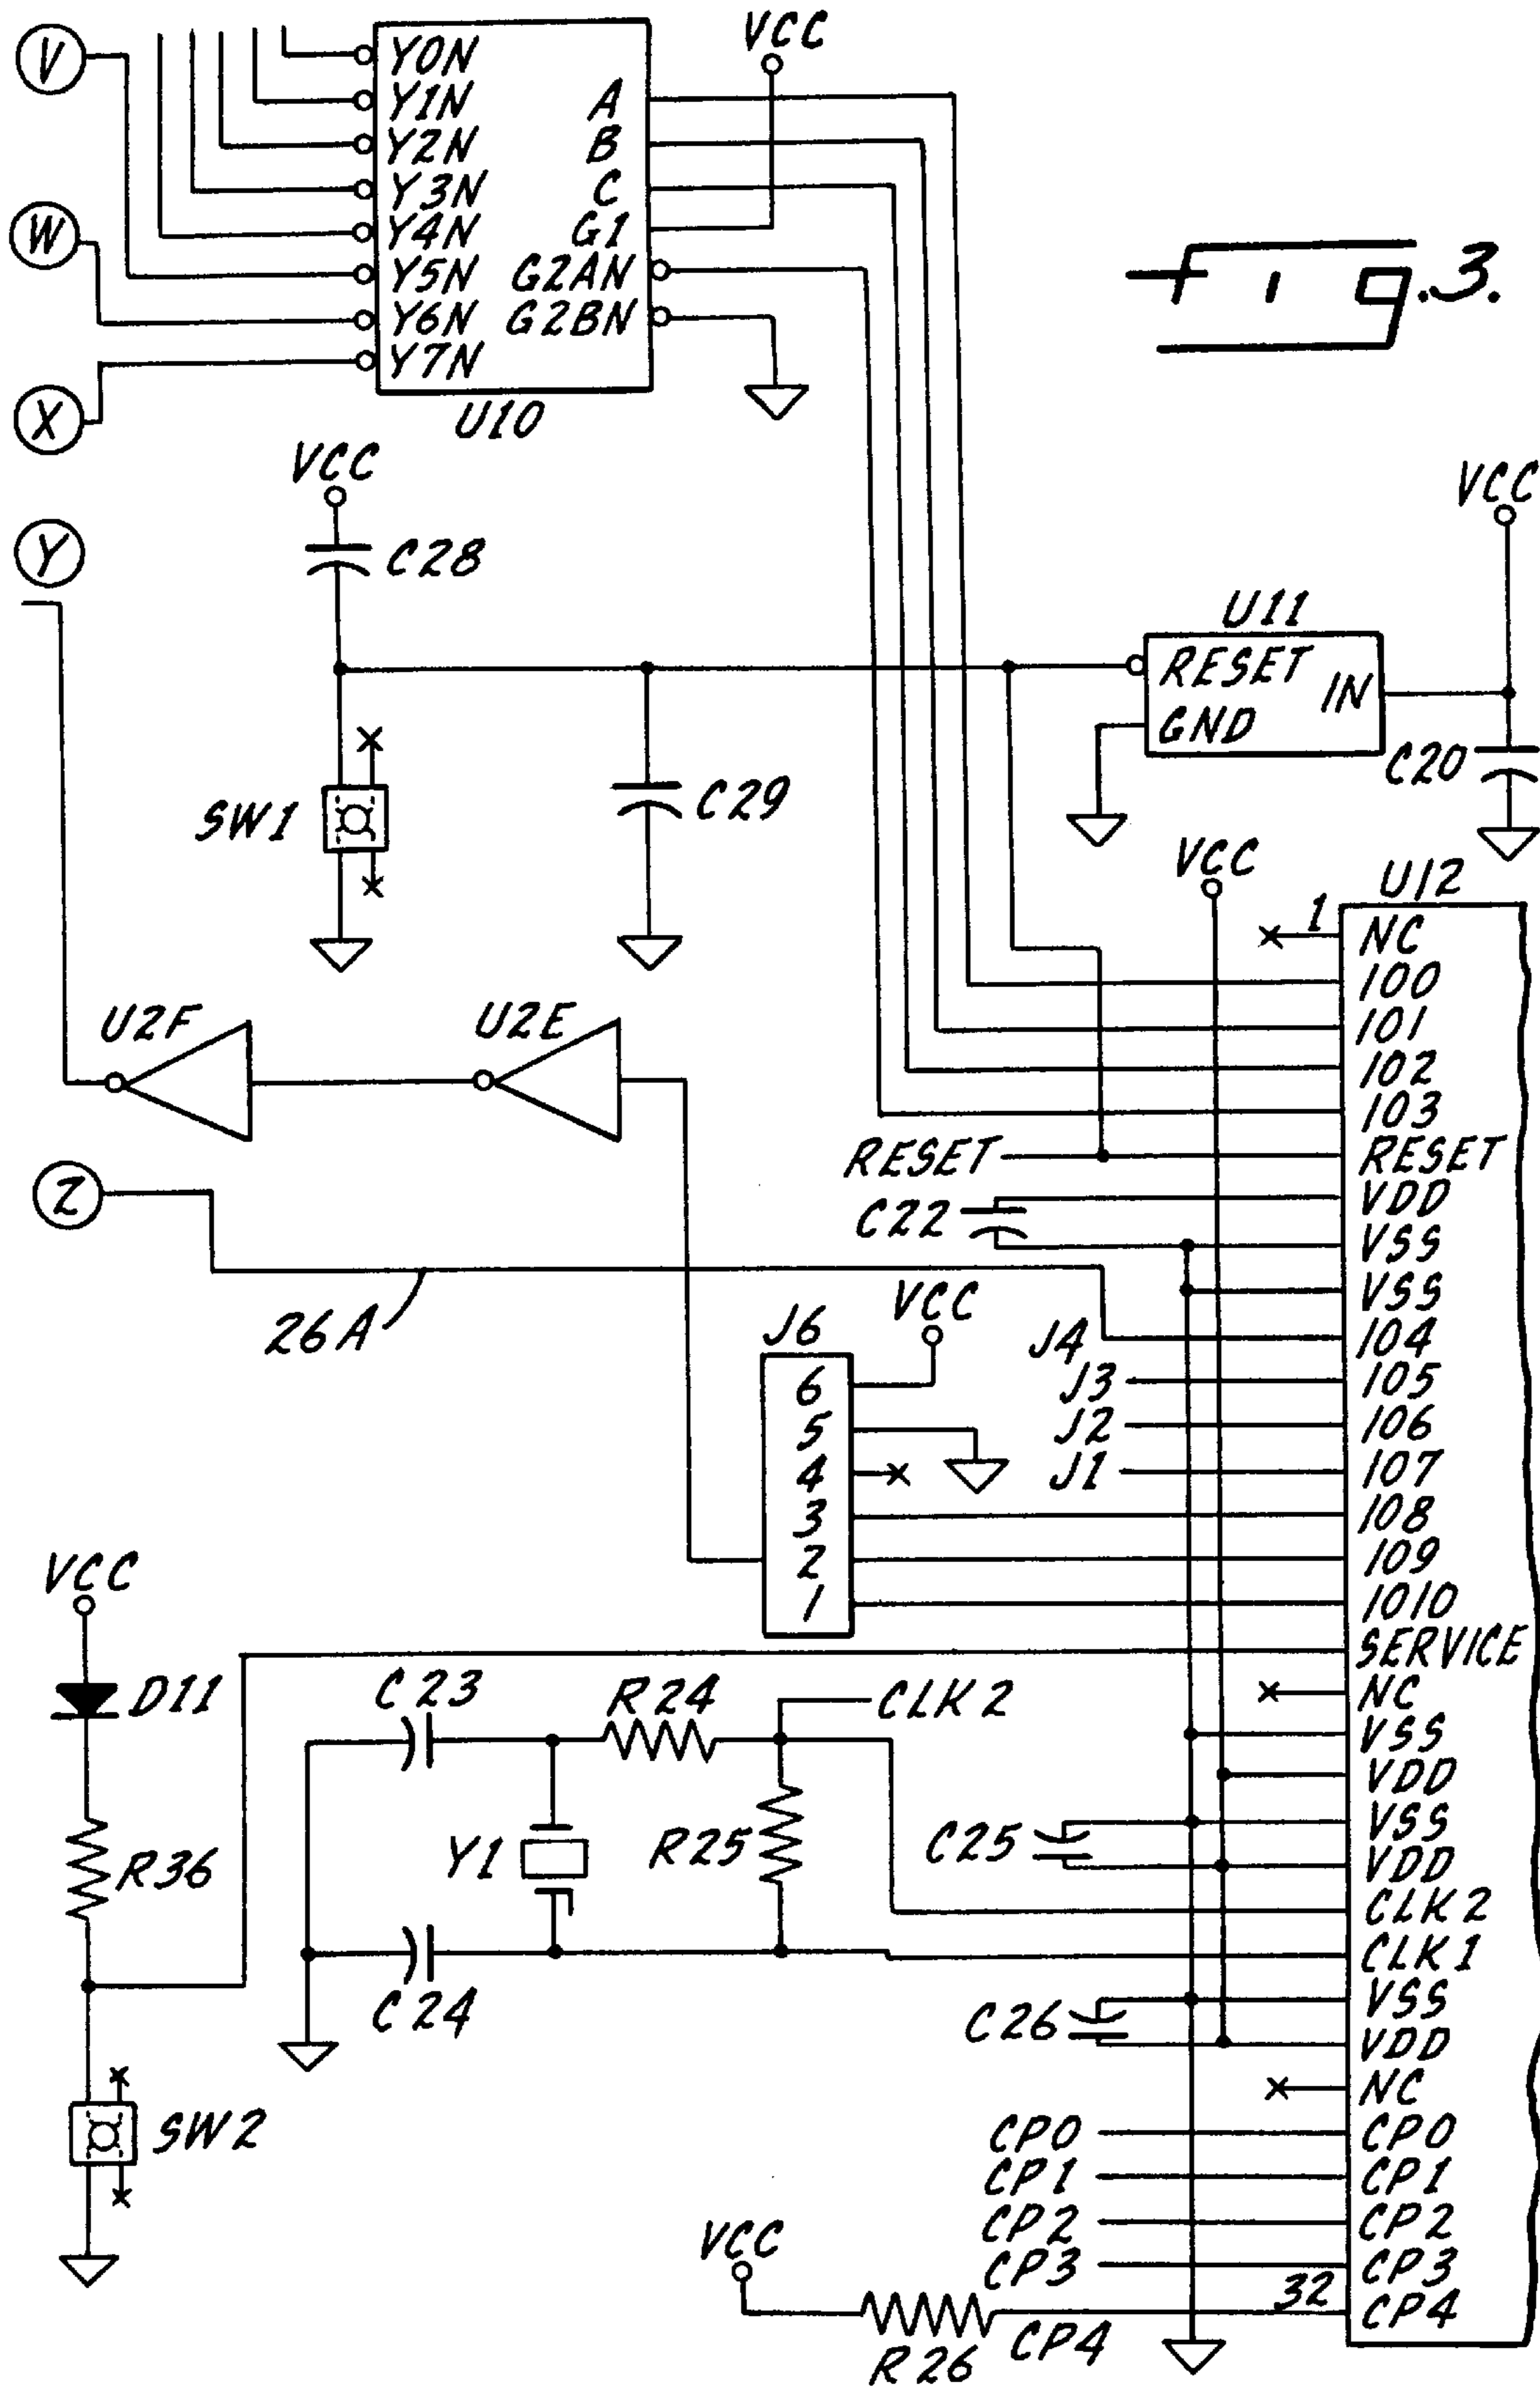 V
W
X
Y
Z
Y0N
Y1N
Y2N
Y3N
Y4N
Y5N
Y6N
Y7N
A
B
C
G1
G2AN
G2BN
U10
VCC
Fig.3.
VCC
C28
SW1
C29
U11
RESET
GND
IN
VCC
C20
U2F
U2E
26A
VCC
U12
1
NC
IO0
IO1
IO2
IO3
RESET
RESET
VDD
C22
VSS
VSS
J4
IO4
J3
IO5
J2
IO6
J1
IO7
IO8
IO9
IO10
J6
VCC
6
5
4
3
2
1
SERVICE
NC
VSS
VDD
VSS
C25
VDD
CLK2
CLK1
VSS
C26
VDD
NC
CP0
CP0
CP1
CP1
CP2
CP2
CP3
CP3
32
CP4
CP4
VCC
R26
VCC
D11
R36
SW2
C23
R24
CLK2
Y1
R25
C24